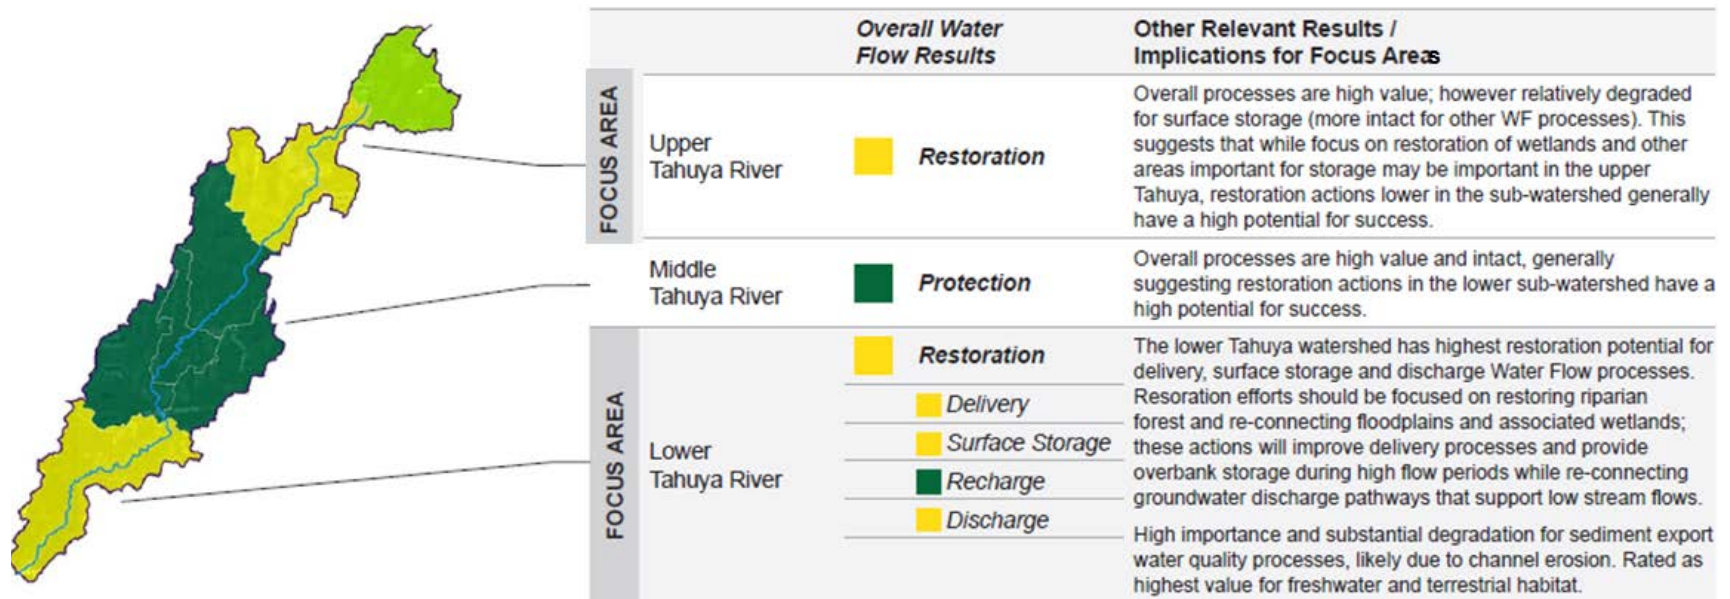 Overall Water
Flow Results
Other Relevant Results /
Implications for Focus Areas
FOCUS AREA
Upper
Tahuya River
Restoration
Overall processes are high value; however relatively degraded
for surface storage (more intact for other WF processes). This
suggests that while focus on restoration of wetlands and other
areas important for storage may be important in the upper
Tahuya, restoration actions lower in the sub-watershed generally
have a high potential for success.
Middle
Tahuya River
Protection
Overall processes are high value and intact, generally
suggesting restoration actions in the lower sub-watershed have a
high potential for success.
FOCUS AREA
Lower
Tahuya River
Restoration
Delivery
Surface Storage
Recharge
Discharge
The lower Tahuya watershed has highest restoration potential for
delivery, surface storage and discharge Water Flow processes.
Resoration efforts should be focused on restoring riparian
forest and re-connecting floodplains and associated wetlands;
these actions will improve delivery processes and provide
overbank storage during high flow periods while re-connecting
groundwater discharge pathways that support low stream flows.
High importance and substantial degradation for sediment export
water quality processes, likely due to channel erosion. Rated as
highest value for freshwater and terrestrial habitat.